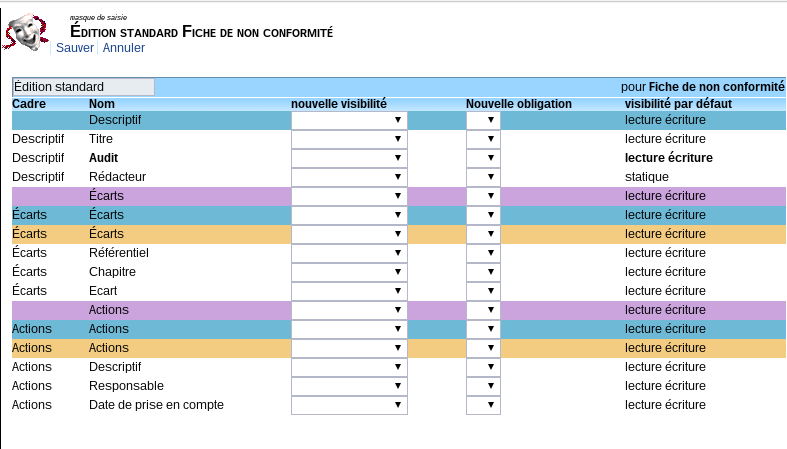 masque de saisie
Édition standard Fiche de non conformité
Sauver Annuler
Édition standard pour Fiche de non conformité
Cadre Nom nouvelle visibilité Nouvelle obligation visibilité par défaut
Descriptif lecture écriture
Descriptif Titre lecture écriture
Descriptif Audit lecture écriture
Descriptif Rédacteur statique
Écarts lecture écriture
Écarts Écarts lecture écriture
Écarts Écarts lecture écriture
Écarts Référentiel lecture écriture
Écarts Chapitre lecture écriture
Écarts Ecart lecture écriture
Actions lecture écriture
Actions Actions lecture écriture
Actions Actions lecture écriture
Actions Descriptif lecture écriture
Actions Responsable lecture écriture
Actions Date de prise en compte lecture écriture